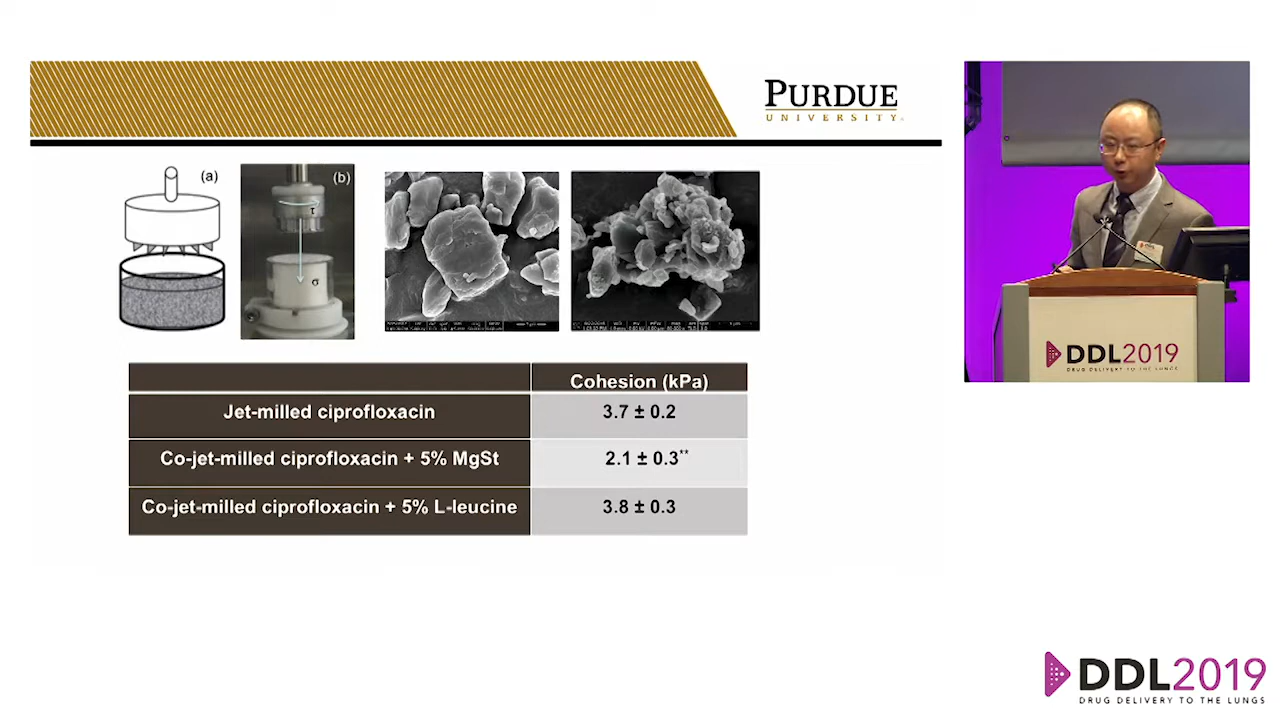 PURDUE
UNIVERSITY
(a)
(b)
τ
σ
Cohesion (kPa)
Jet-milled ciprofloxacin
3.7 ± 0.2
Co-jet-milled ciprofloxacin + 5% MgSt
2.1 ± 0.3**
Co-jet-milled ciprofloxacin + 5% L-leucine
3.8 ± 0.3
DDL2019
DRUG DELIVERY TO THE LUNGS
DDL2019
DRUG DELIVERY TO THE LUNGS